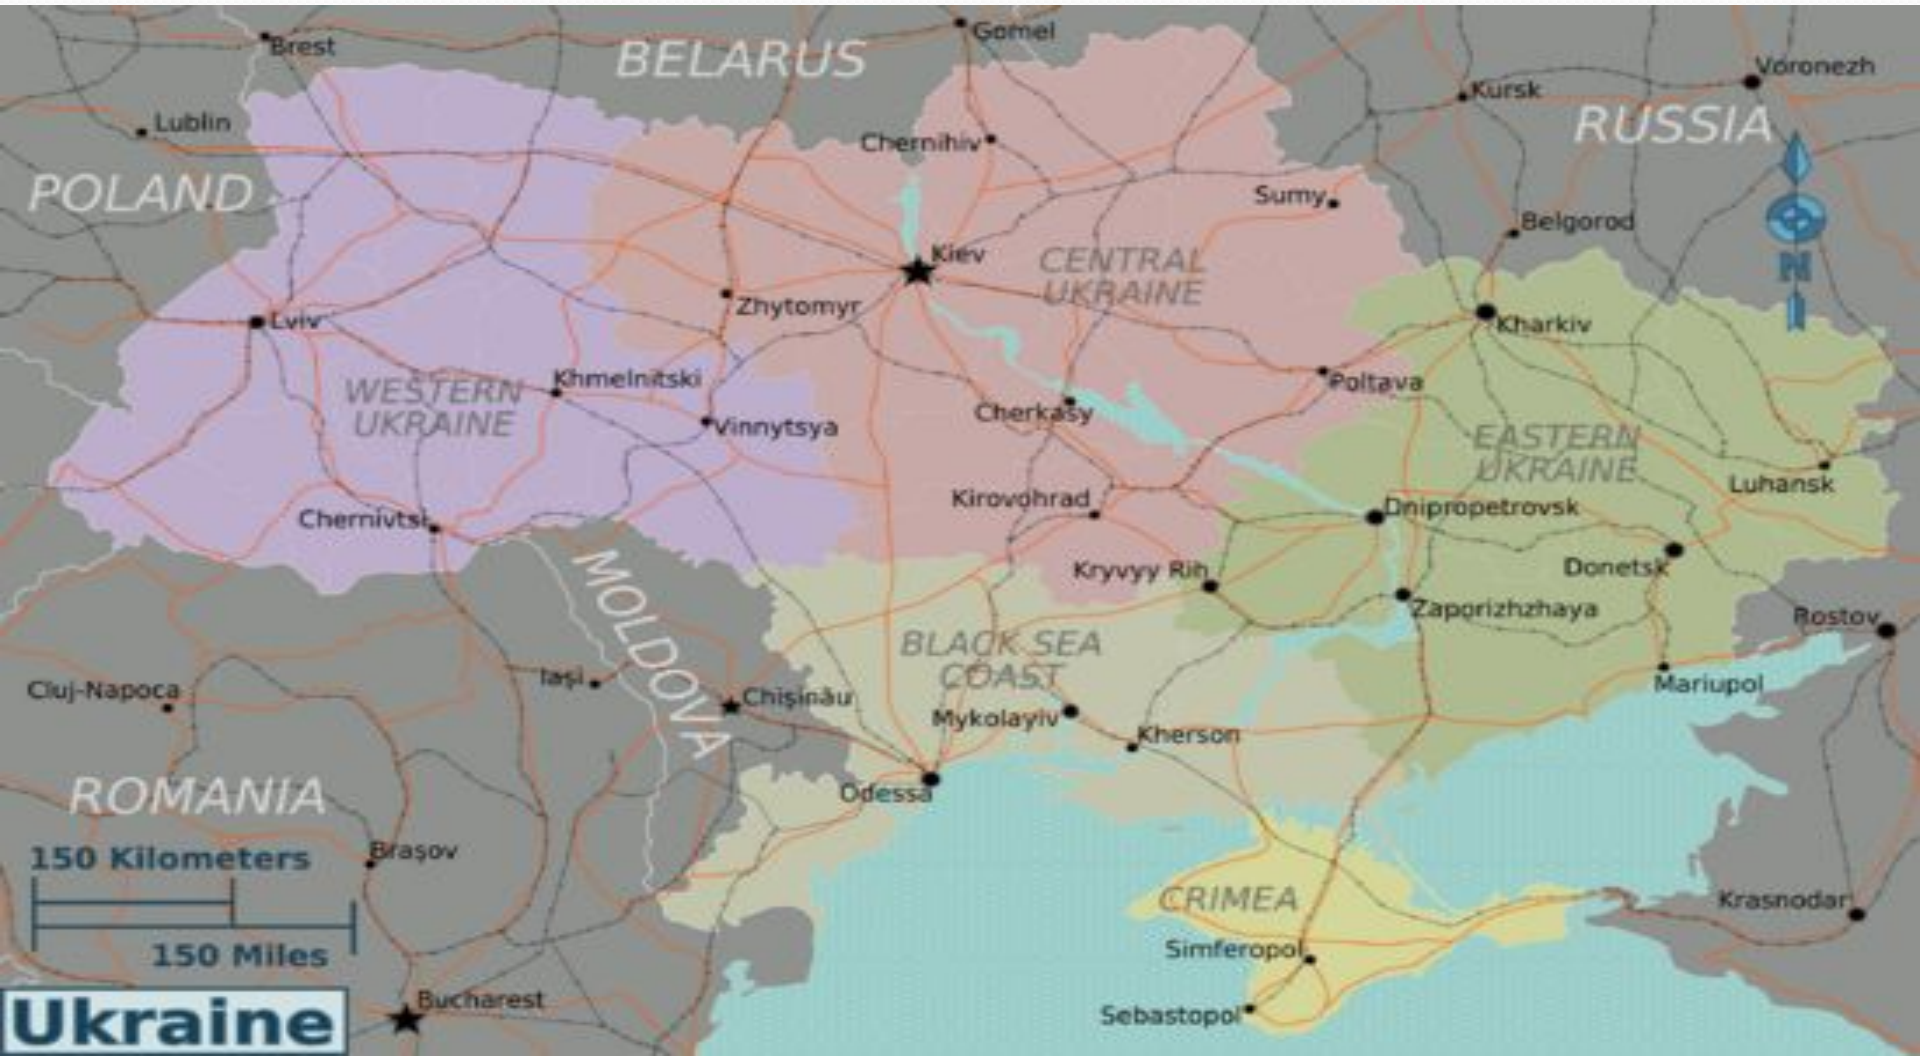 Gomel
Brest
BELARUS
Voronezh
Kursk
Lublin
RUSSIA
Chernihiv
POLAND
Sumy
Belgorod
Kiev
CENTRAL
UKRAINE
N
Zhytomyr
Lviv
Kharkiv
Khmelnitski
WESTERN
UKRAINE
Poltava
Cherkasy
Vinnytsya
EASTERN
UKRAINE
Luhansk
Kirovohrad
Dnipropetrovsk
Chernivtsi
MOLDOVA
Kryvyy Rih
Donetsk
Zaporizhzhaya
Rostov
BLACK SEA
COAST
Iaşi
Mariupol
Cluj-Napoca
Chişinău
Mykolayiv
Kherson
Odessa
ROMANIA
Braşov
150 Kilometers
CRIMEA
Krasnodar
150 Miles
Simferopol
Bucharest
Sebastopol
Ukraine